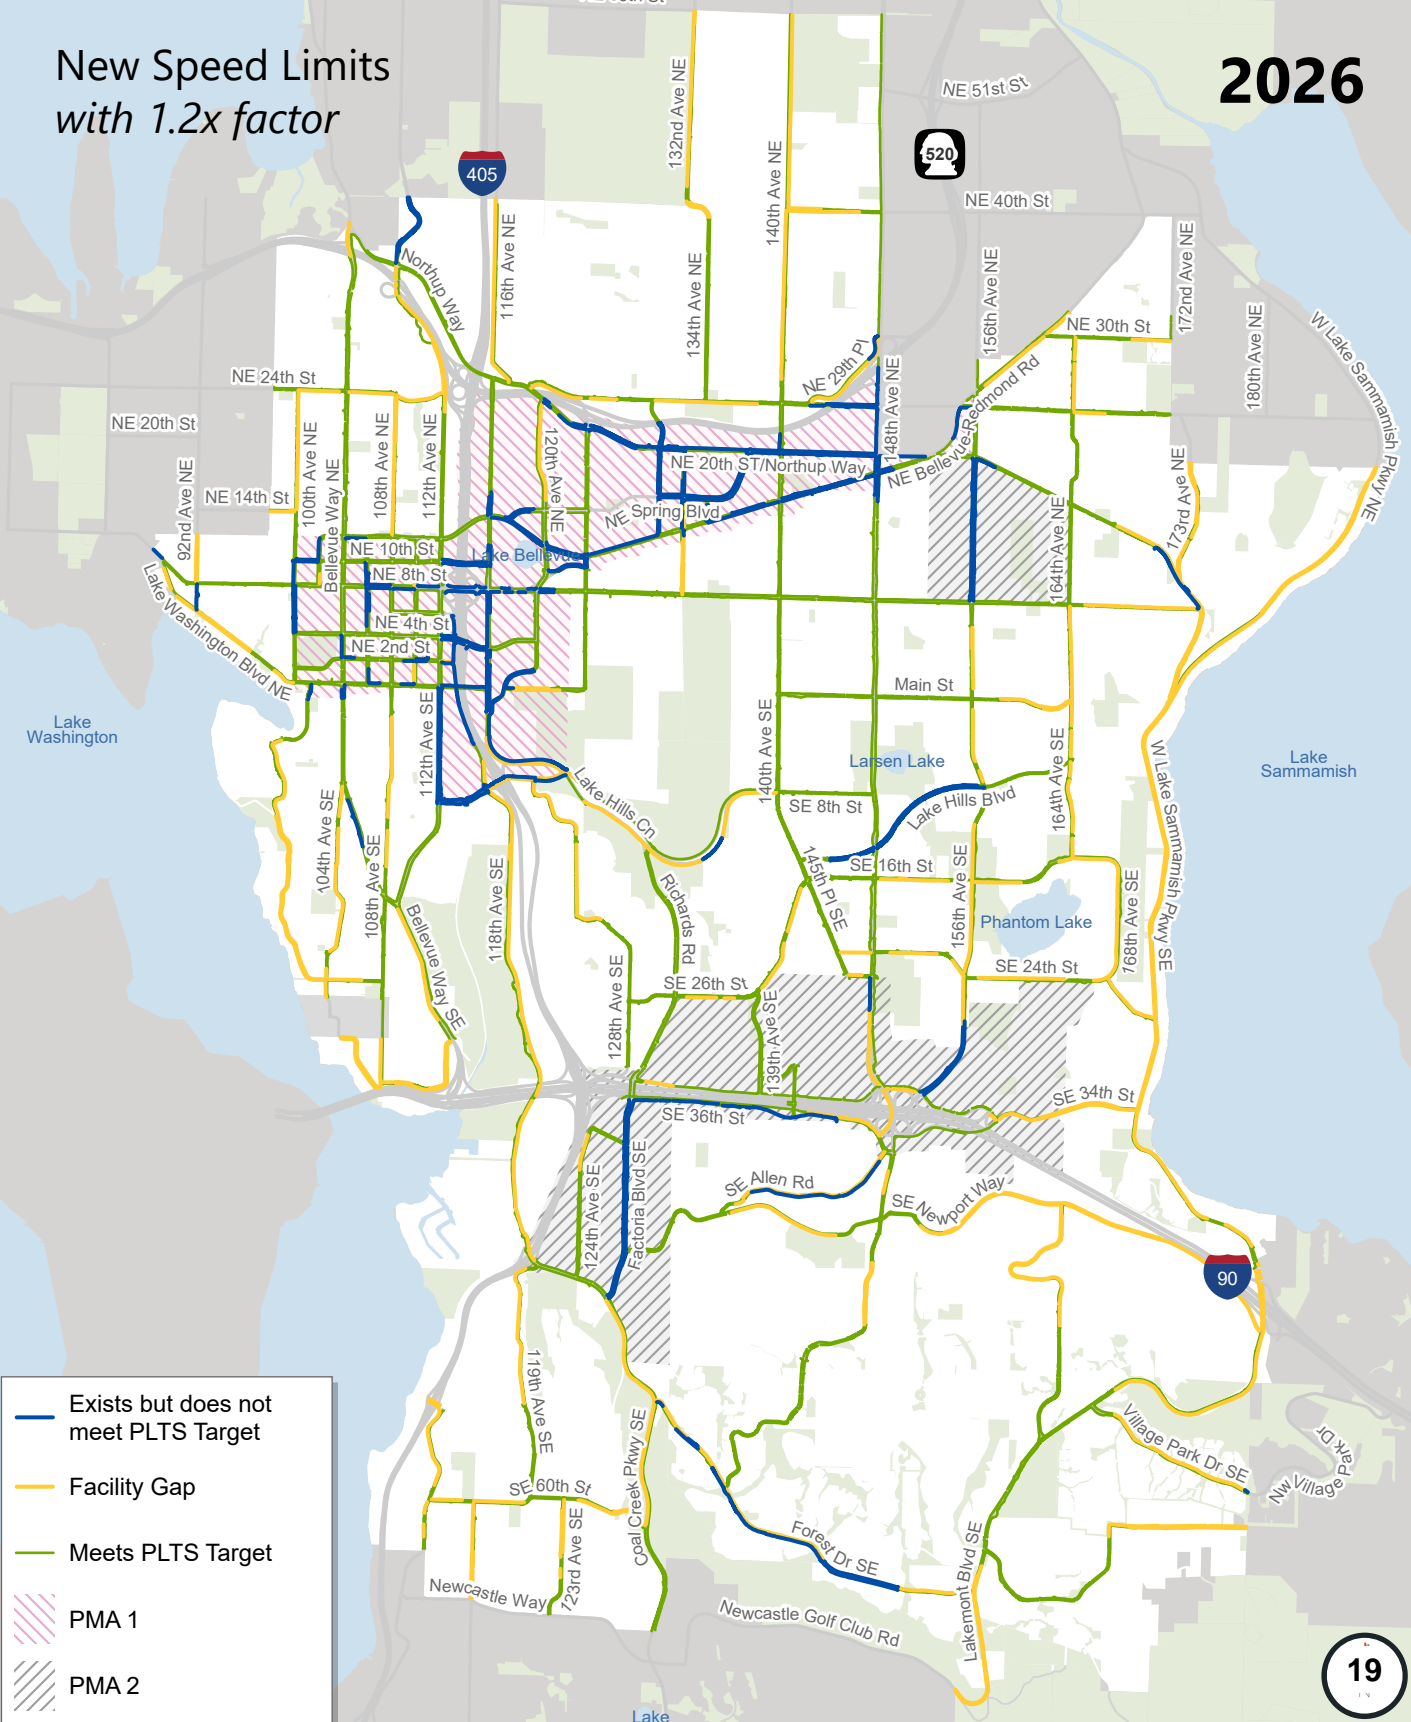 New Speed Limits
with 1.2x factor
2026
405
520
NE 51st St
132nd Ave NE
140th Ave NE
NE 40th St
116th Ave NE
Northup Way
134th Ave NE
156th Ave NE
172nd Ave NE
NE 30th St
180th Ave NE
W Lake Sammamish Pkwy NE
NE 29th Pl
148th Ave NE
NE Bellevue-Redmond Rd
NE 24th St
NE 20th St
100th Ave NE
Bellevue Way NE
108th Ave NE
112th Ave NE
120th Ave NE
NE 20th ST/Northup Way
92nd Ave NE
NE 14th St
NE Spring Blvd
164th Ave NE
173rd Ave NE
NE 10th St
Lake Bellevue
NE 8th St
NE 4th St
NE 2nd St
Lake Washington Blvd NE
Main St
Lake
Washington
112th Ave SE
140th Ave SE
Larsen Lake
164th Ave SE
W Lake Sammamish Pkwy SE
Lake
Sammamish
Lake Hills Cn
SE 8th St
Lake Hills Blvd
104th Ave SE
108th Ave SE
118th Ave SE
Richards Rd
145th Pl SE
SE 16th St
156th Ave SE
168th Ave SE
Phantom Lake
Bellevue Way SE
128th Ave SE
SE 26th St
139th Ave SE
SE 24th St
SE 36th St
SE 34th St
124th Ave SE
Factoria Blvd SE
SE Allen Rd
SE Newport Way
90
119th Ave SE
Coal Creek Pkwy SE
SE 60th St
123rd Ave SE
Newcastle Way
Forest Dr SE
Newcastle Golf Club Rd
Lakemont Blvd SE
Village Park Dr SE
Nw Village Park Dr
Exists but does not
meet PLTS Target
Facility Gap
Meets PLTS Target
PMA 1
PMA 2
Lake
19